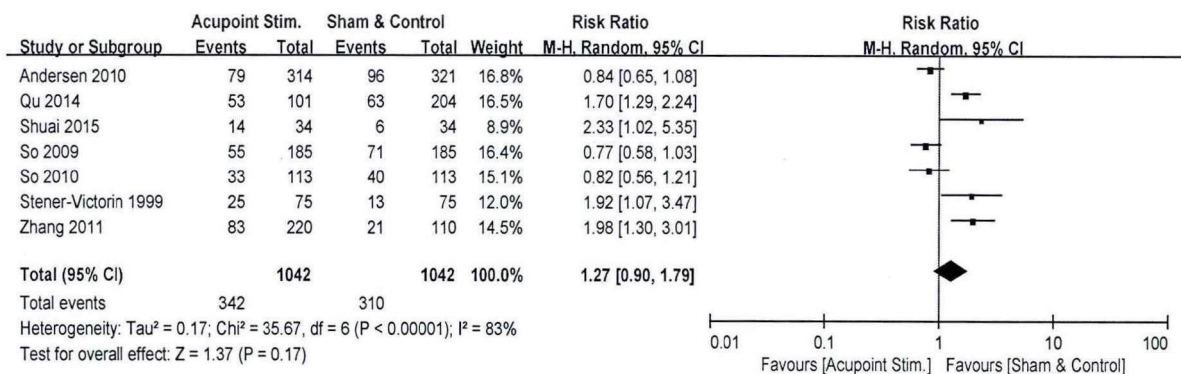 Acupoint Stim. Sham & Control Risk Ratio Risk Ratio
Study or Subgroup Events Total Events Total Weight M-H, Random, 95% CI M-H, Random, 95% CI
Andersen 2010 79 314 96 321 16.8% 0.84 [0.65, 1.08]
Qu 2014 53 101 63 204 16.5% 1.70 [1.29, 2.24]
Shuai 2015 14 34 6 34 8.9% 2.33 [1.02, 5.35]
So 2009 55 185 71 185 16.4% 0.77 [0.58, 1.03]
So 2010 33 113 40 113 15.1% 0.82 [0.56, 1.21]
Stener-Victorin 1999 25 75 13 75 12.0% 1.92 [1.07, 3.47]
Zhang 2011 83 220 21 110 14.5% 1.98 [1.30, 3.01]
Total (95% CI) 1042 1042 100.0% 1.27 [0.90, 1.79]
Total events 342 310
Heterogeneity: Tau² = 0.17; Chi² = 35.67, df = 6 (P < 0.00001); I² = 83%
Test for overall effect: Z = 1.37 (P = 0.17)
0.01 0.1 1 10 100
Favours [Acupoint Stim.] Favours [Sham & Control]